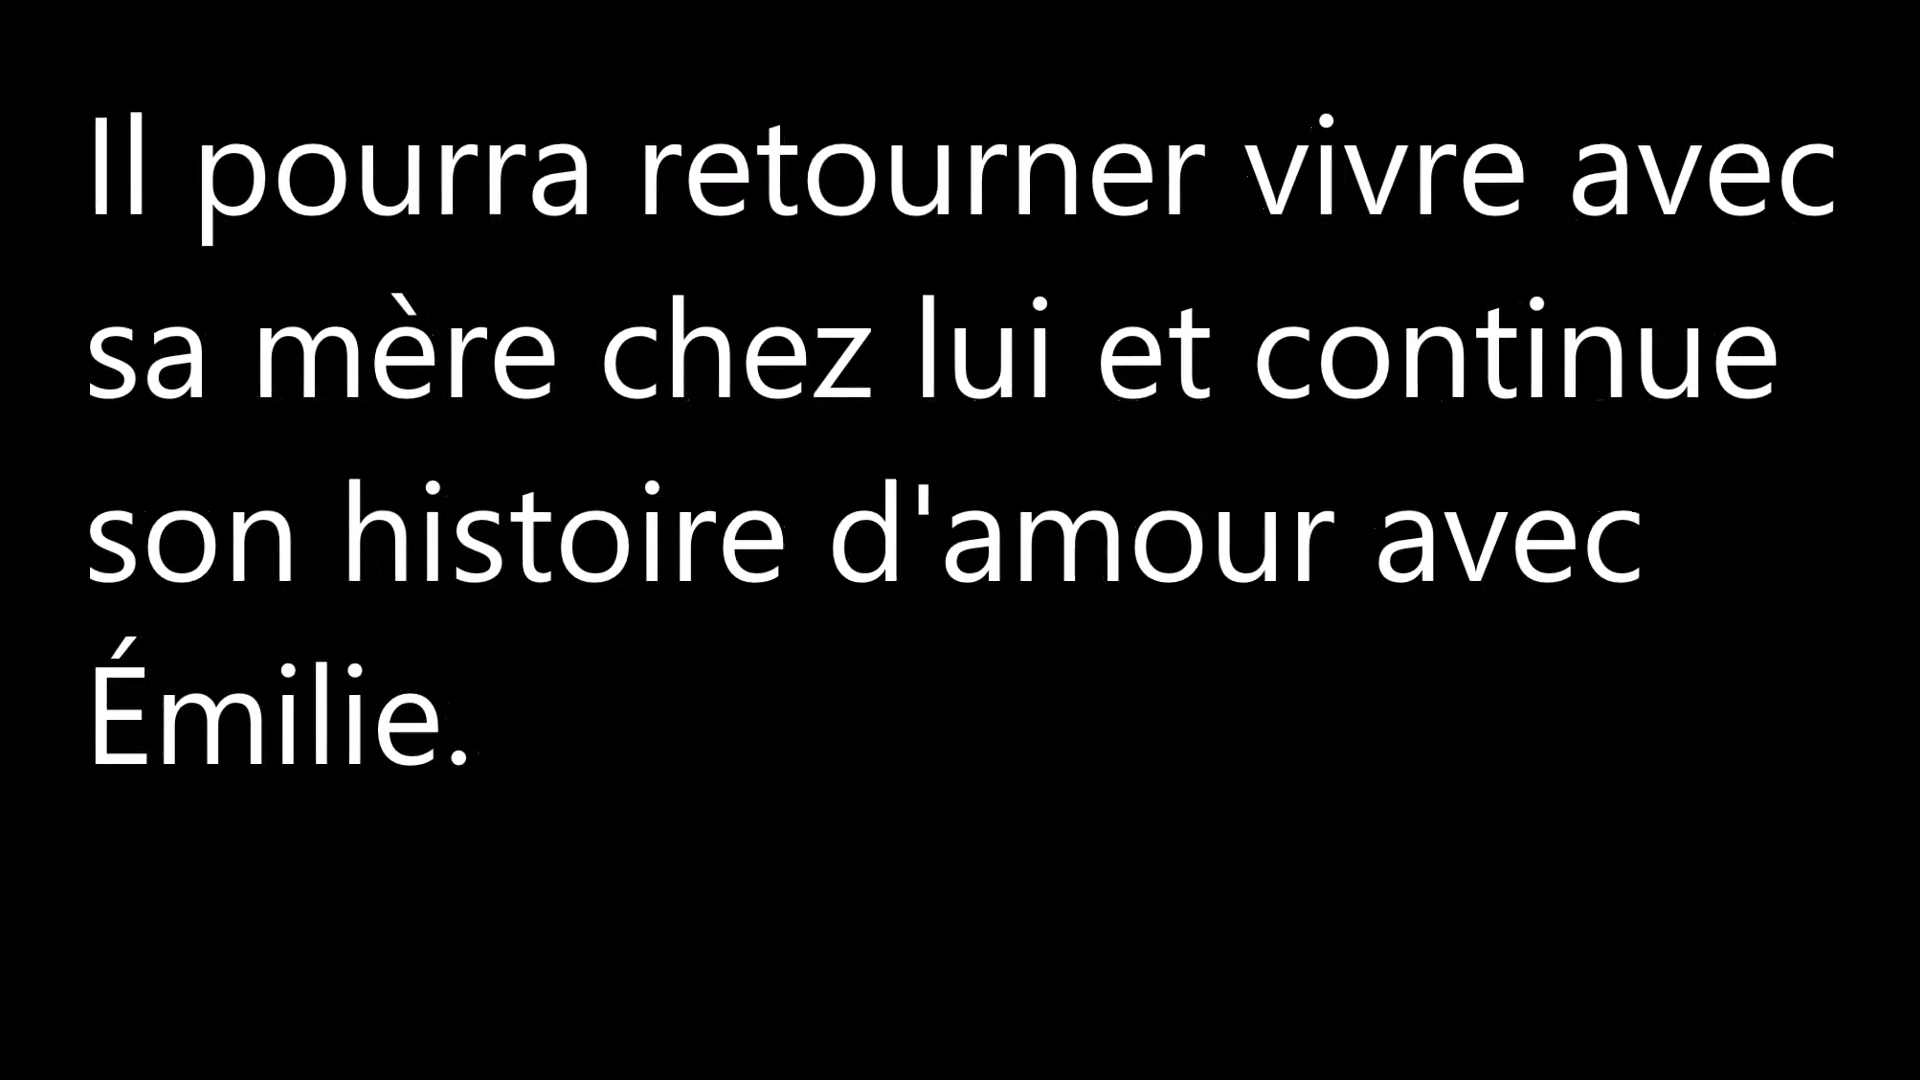 Il pourra retourner vivre avec
sa mère chez lui et continue
son histoire d'amour avec
Émilie.